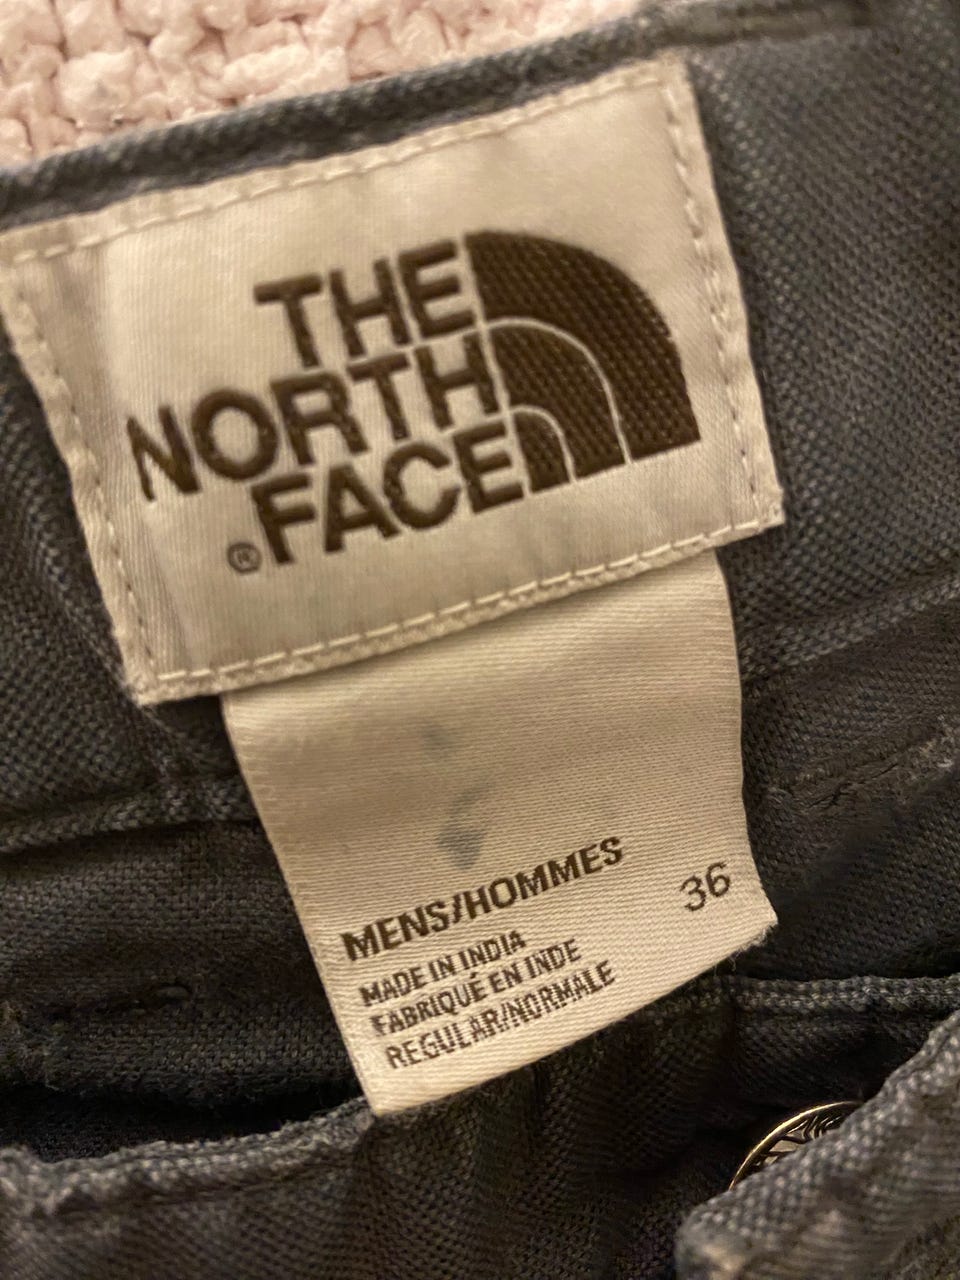 THE
NORTH
®FACE
MENS/HOMMES
36
MADE IN INDIA
FABRIQUÉ EN INDE
REGULAR/NORMALE